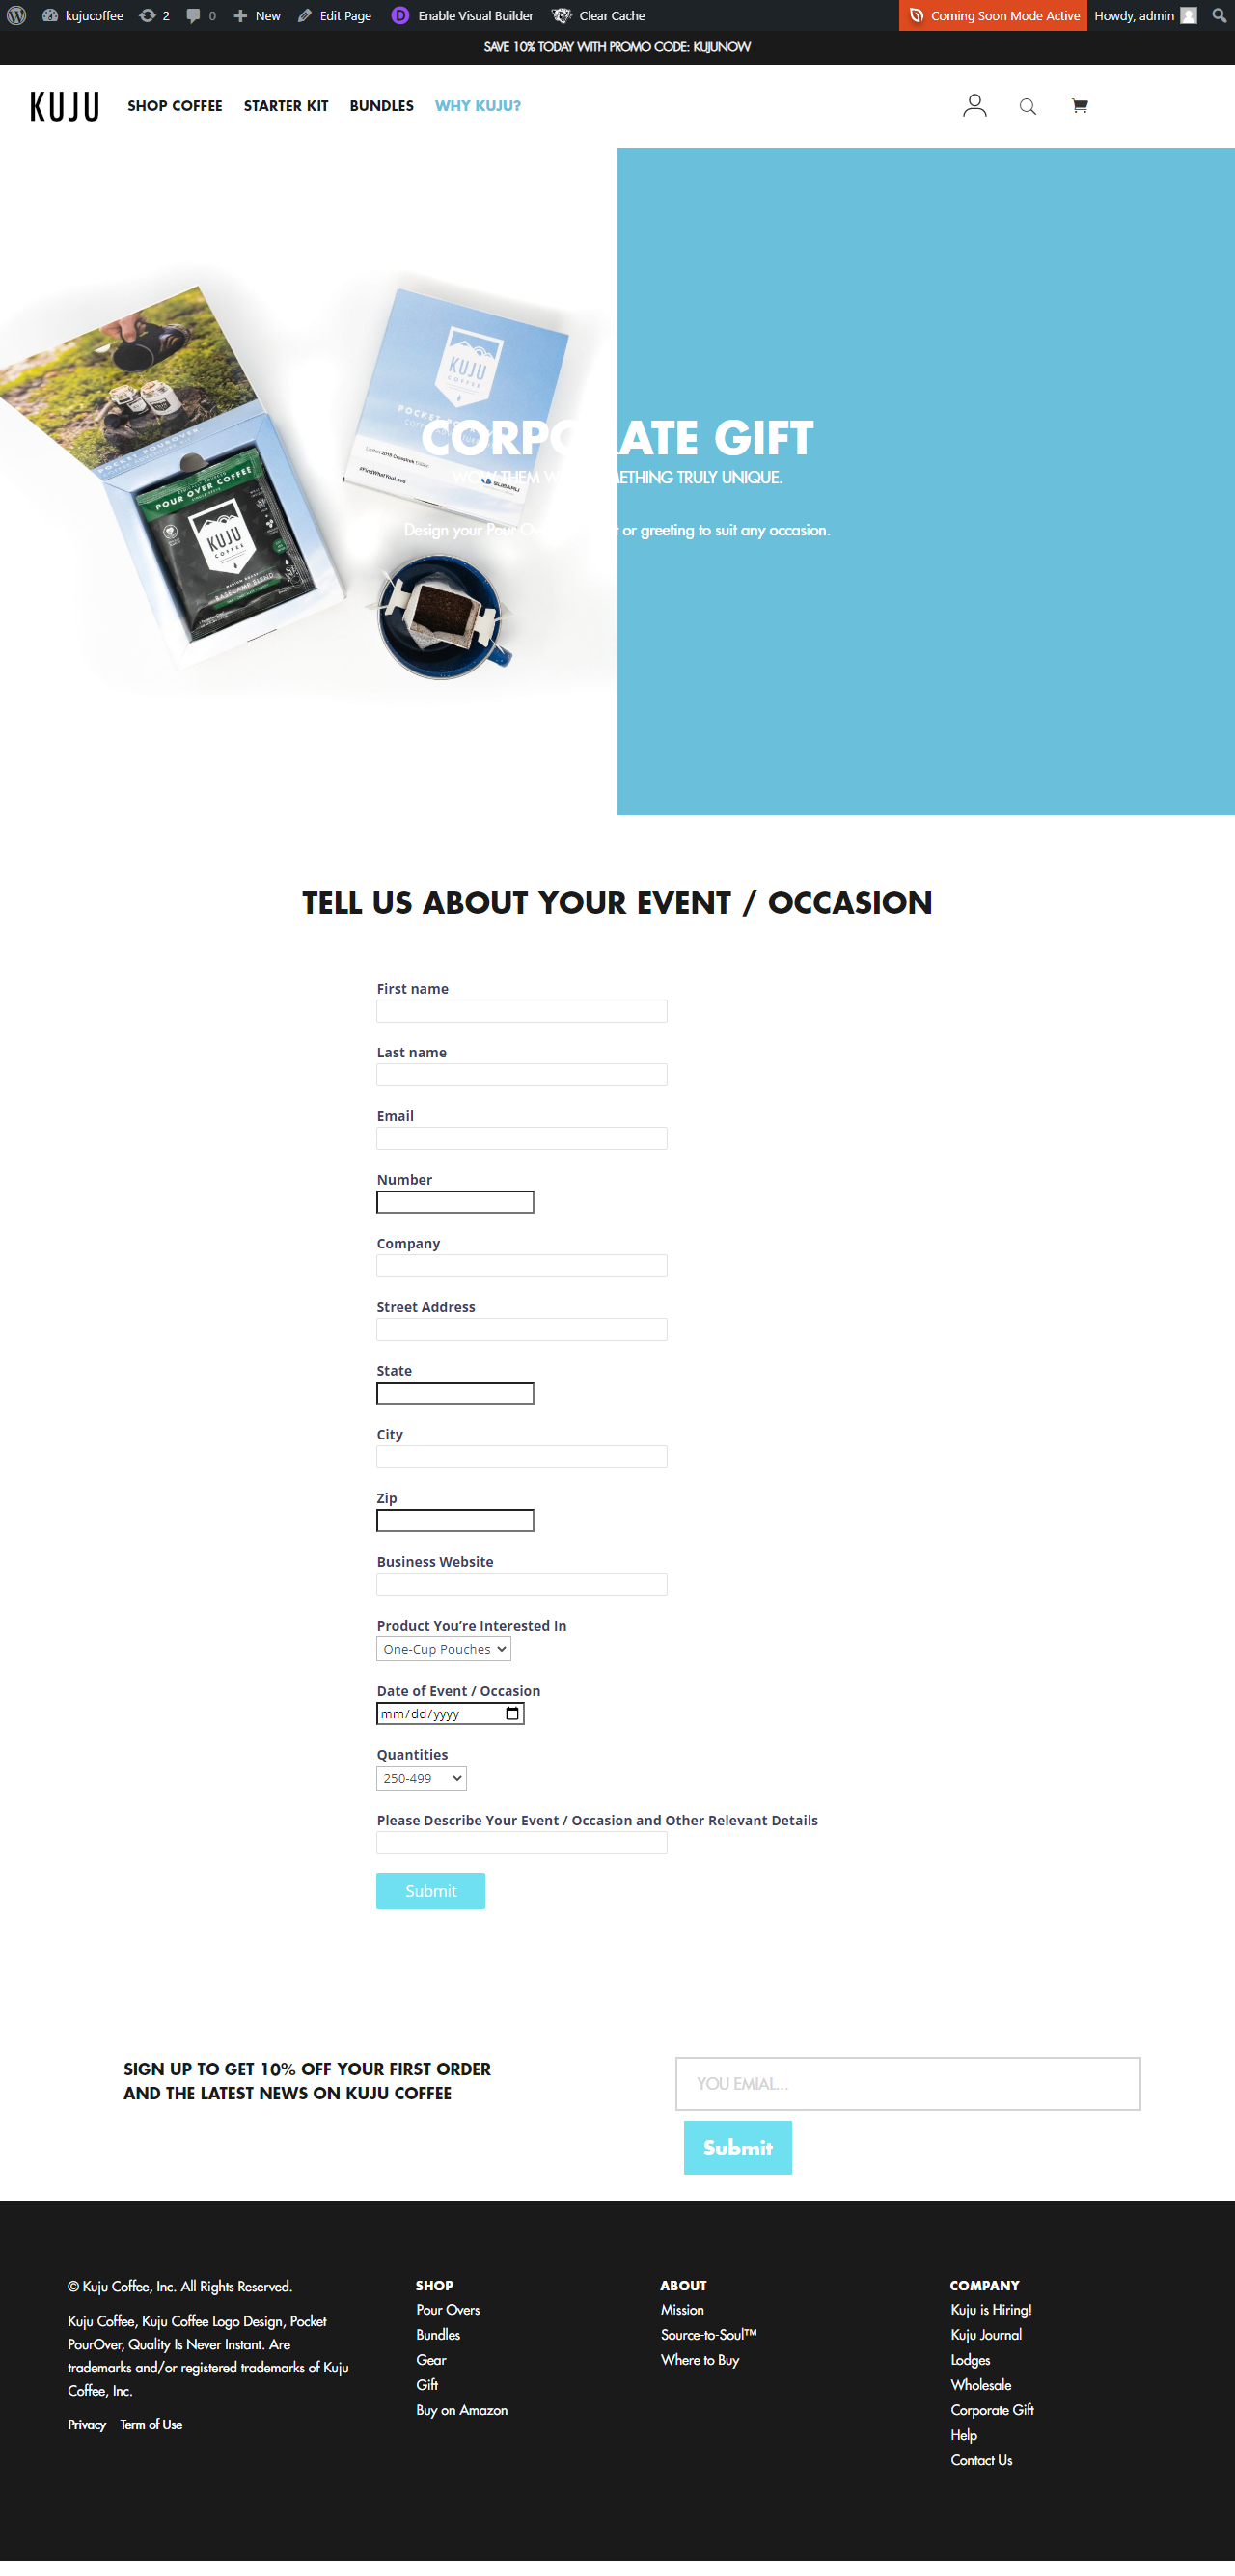 kujucoffee 2 0 New Edit Page Enable Visual Builder Clear Cache Coming Soon Mode Active Howdy, admin
SAVE 10% TODAY WITH PROMO CODE: KUJUNOW
KUJU SHOP COFFEE STARTER KIT BUNDLES WHY KUJU?
KUJU
COFFEE
POCKET
#FindWhatYouLove
SUBARU
POCKET POUROVER
POUR OVER COFFEE
KUJU
COFFEE
MEDIUM ROAST
BASECAMP BLEND
CORPORATE GIFT
THEM
TRULY UNIQUE.
Design your Pour
or greeting to suit any occasion.
TELL US ABOUT YOUR EVENT / OCCASION
First name
Last name
Email
Number
Company
Street Address
State
City
Zip
Business Website
Product You’re Interested In
One-Cup Pouches
Date of Event / Occasion
mm/dd/yyyy
Quantities
250-499
Please Describe Your Event / Occasion and Other Relevant Details
Submit
SIGN UP TO GET 10% OFF YOUR FIRST ORDER
AND THE LATEST NEWS ON KUJU COFFEE
YOU EMIAL...
Submit
© Kuju Coffee, Inc. All Rights Reserved.
Kuju Coffee, Kuju Coffee Logo Design, Pocket
PourOver, Quality Is Never Instant. Are
trademarks and/or registered trademarks of Kuju
Coffee, Inc.
Privacy Term of Use
SHOP
Pour Overs
Bundles
Gear
Gift
Buy on Amazon
ABOUT
Mission
Source-to-Soul™
Where to Buy
COMPANY
Kuju is Hiring!
Kuju Journal
Lodges
Wholesale
Corporate Gift
Help
Contact Us